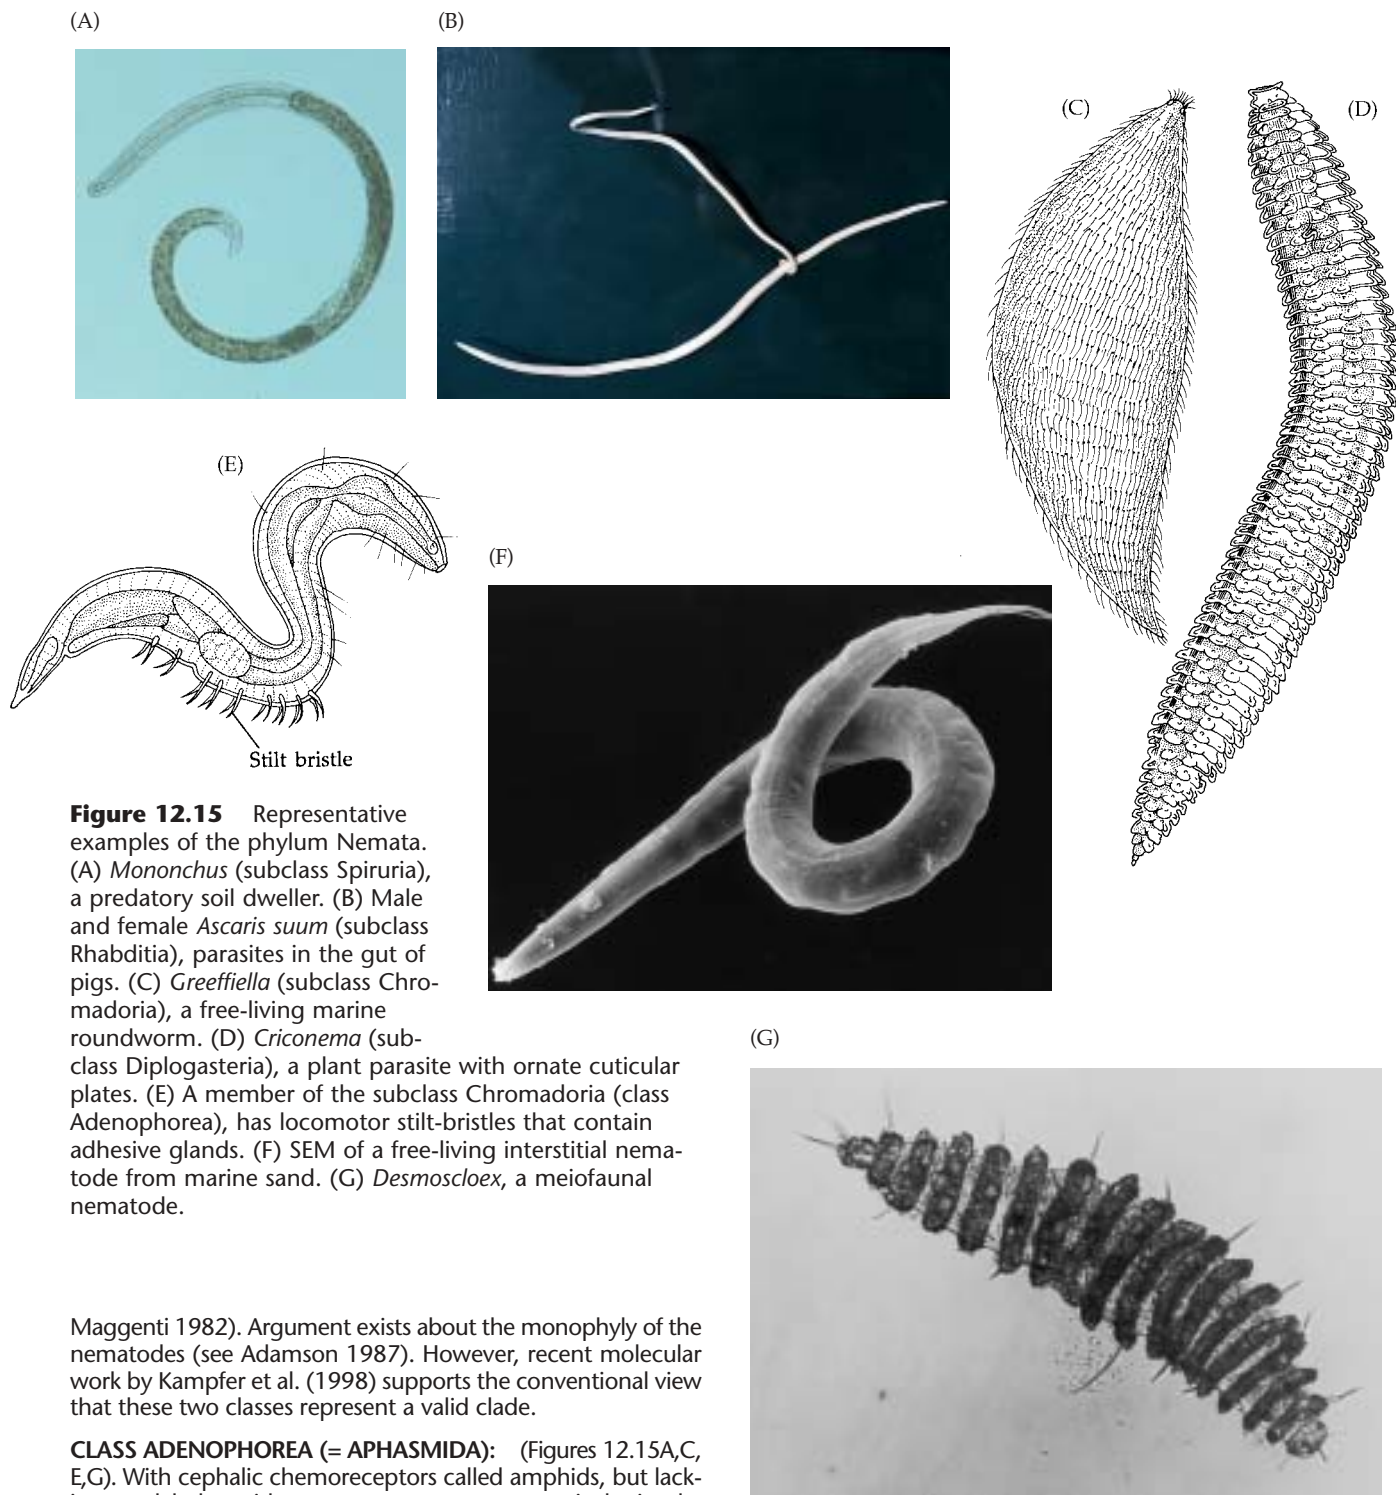 (A)
(B)
(C)
(D)
(E)
Stilt bristle
(F)
Figure 12.15 Representative
examples of the phylum Nemata.
(A) Mononchus (subclass Spiruria),
a predatory soil dweller. (B) Male
and female Ascaris suum (subclass
Rhabditia), parasites in the gut of
pigs. (C) Greeffiella (subclass Chro-
madoria), a free-living marine
roundworm. (D) Criconema (sub-
class Diplogasteria), a plant parasite with ornate cuticular
plates. (E) A member of the subclass Chromadoria (class
Adenophorea), has locomotor stilt-bristles that contain
adhesive glands. (F) SEM of a free-living interstitial nema-
tode from marine sand. (G) Desmoscloex, a meiofaunal
nematode.
(G)
Maggenti 1982). Argument exists about the monophyly of the
nematodes (see Adamson 1987). However, recent molecular
work by Kampfer et al. (1998) supports the conventional view
that these two classes represent a valid clade.
CLASS ADENOPHOREA (= APHASMIDA): (Figures 12.15A,C,
E,G). With cephalic chemoreceptors called amphids, but lack-